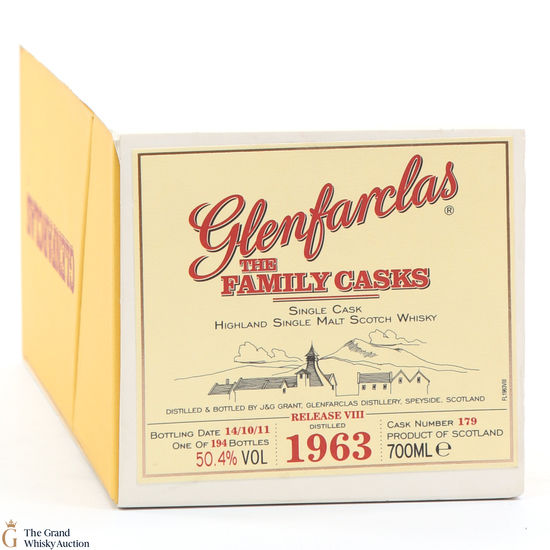 GLENFARCLAS
Glenfarclas ®
THE
FAMILY CASKS
SINGLE CASK
HIGHLAND SINGLE MALT SCOTCH WHISKY
DISTILLED & BOTTLED BY J&G GRANT, GLENFARCLAS DISTILLERY, SPEYSIDE, SCOTLAND
RELEASE VIII
BOTTLING DATE 14/10/11
ONE OF 194 BOTTLES
50.4% VOL
DISTILLED
1963
CASK NUMBER 179
PRODUCT OF SCOTLAND
700ML ℮
G
The Grand
Whisky Auction